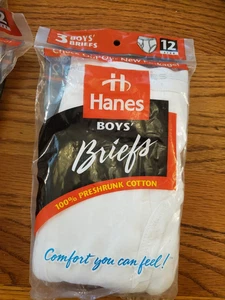 3 BOYS' BRIEFS
12
Hanes
BOYS'
Briefs
100% PRESHRUNK COTTON
Comfort you can feel!